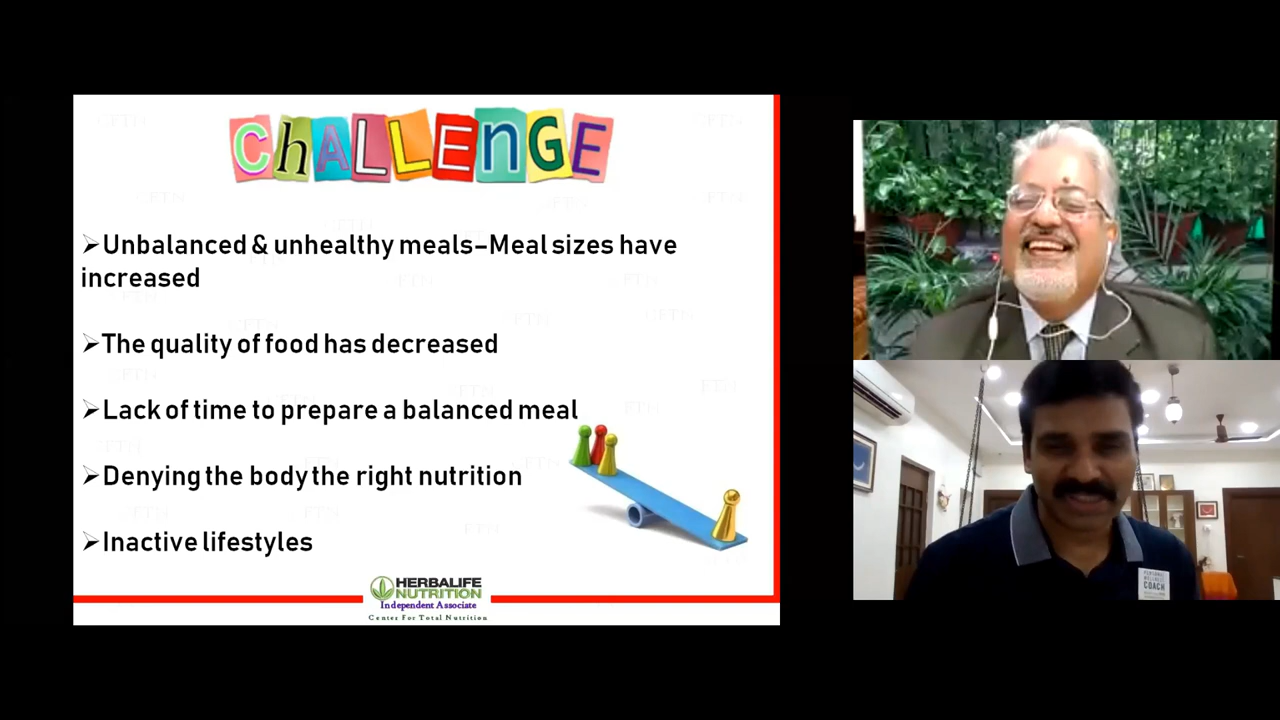 ChALLEnGE
➢Unbalanced & unhealthy meals–Meal sizes have
increased
➢The quality of food has decreased
➢Lack of time to prepare a balanced meal
➢Denying the body the right nutrition
➢Inactive lifestyles
HERBALIFE
NUTRITION
Independent Associate
Center For Total Nutrition
COACH